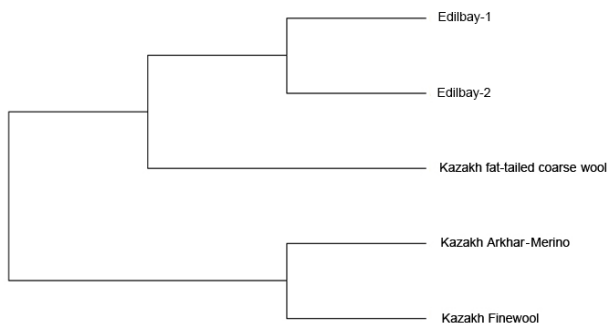 Edilbay-1
Edilbay-2
Kazakh fat-tailed coarse wool
Kazakh Arkhar-Merino
Kazakh Finewool